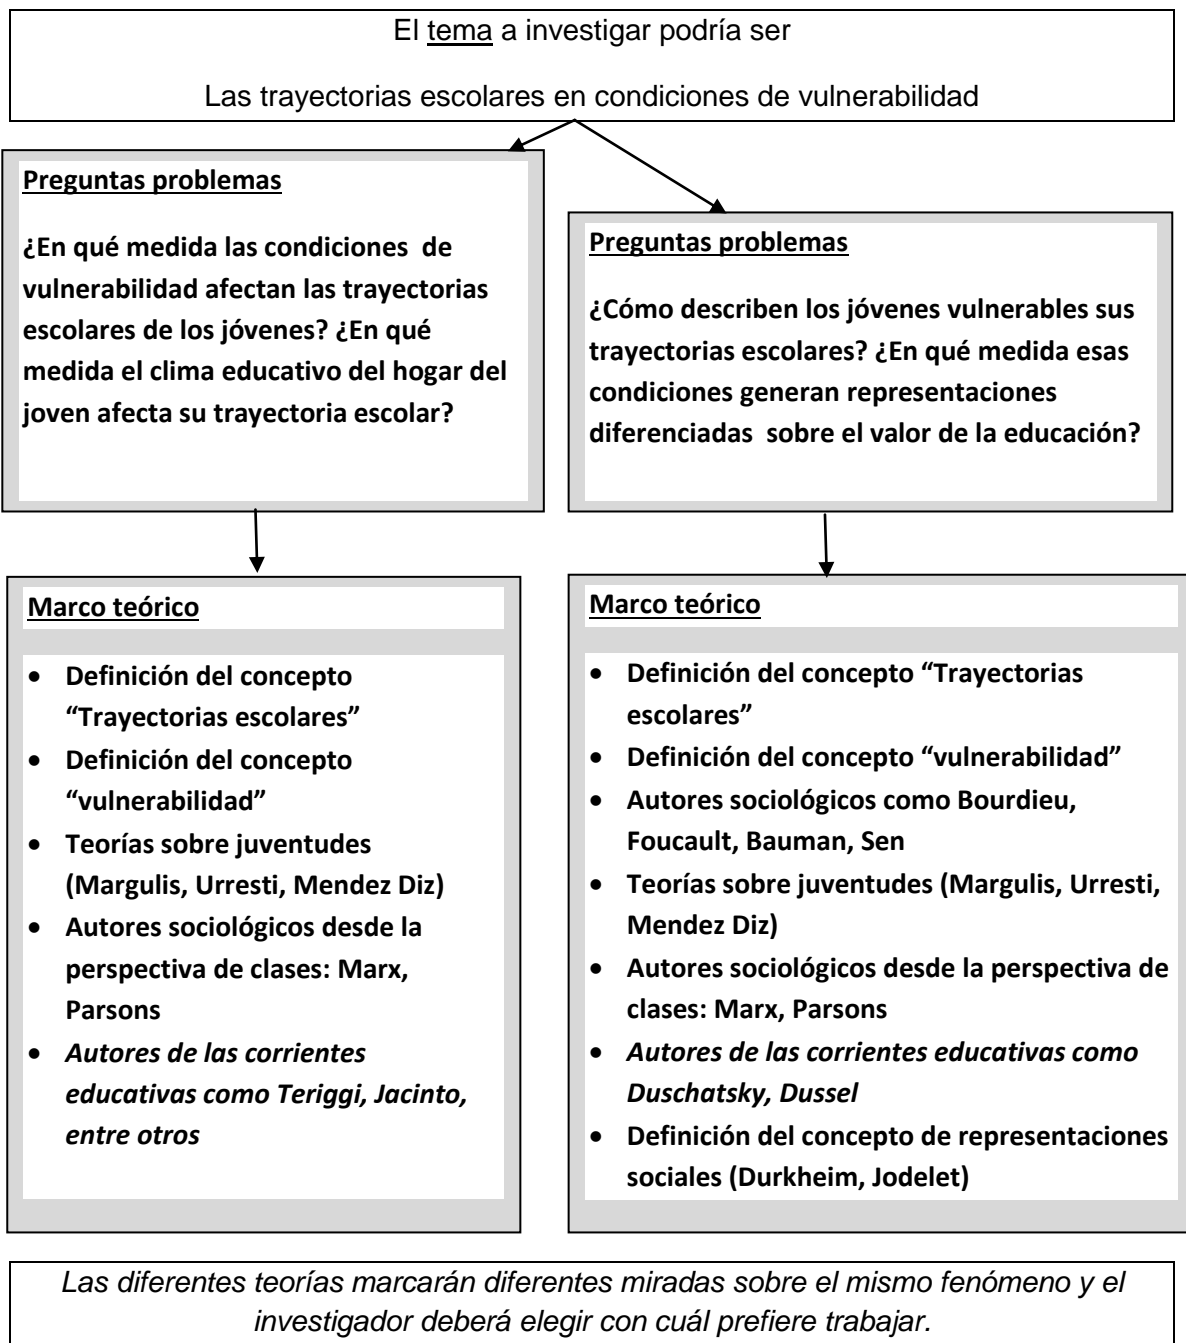 El tema a investigar podría ser
Las trayectorias escolares en condiciones de vulnerabilidad
Preguntas problemas
¿En qué medida las condiciones de
vulnerabilidad afectan las trayectorias
escolares de los jóvenes? ¿En qué
medida el clima educativo del hogar del
joven afecta su trayectoria escolar?
Preguntas problemas
¿Cómo describen los jóvenes vulnerables sus
trayectorias escolares? ¿En qué medida esas
condiciones generan representaciones
diferenciadas sobre el valor de la educación?
Marco teórico
• Definición del concepto
“Trayectorias escolares”
• Definición del concepto
“vulnerabilidad”
• Teorías sobre juventudes
(Margulis, Urresti, Mendez Diz)
• Autores sociológicos desde la
perspectiva de clases: Marx,
Parsons
• Autores de las corrientes
educativas como Teriggi, Jacinto,
entre otros
Marco teórico
• Definición del concepto “Trayectorias
escolares”
• Definición del concepto “vulnerabilidad”
• Autores sociológicos como Bourdieu,
Foucault, Bauman, Sen
• Teorías sobre juventudes (Margulis, Urresti,
Mendez Diz)
• Autores sociológicos desde la perspectiva de
clases: Marx, Parsons
• Autores de las corrientes educativas como
Duschatsky, Dussel
• Definición del concepto de representaciones
sociales (Durkheim, Jodelet)
Las diferentes teorías marcarán diferentes miradas sobre el mismo fenómeno y el
investigador deberá elegir con cuál prefiere trabajar.